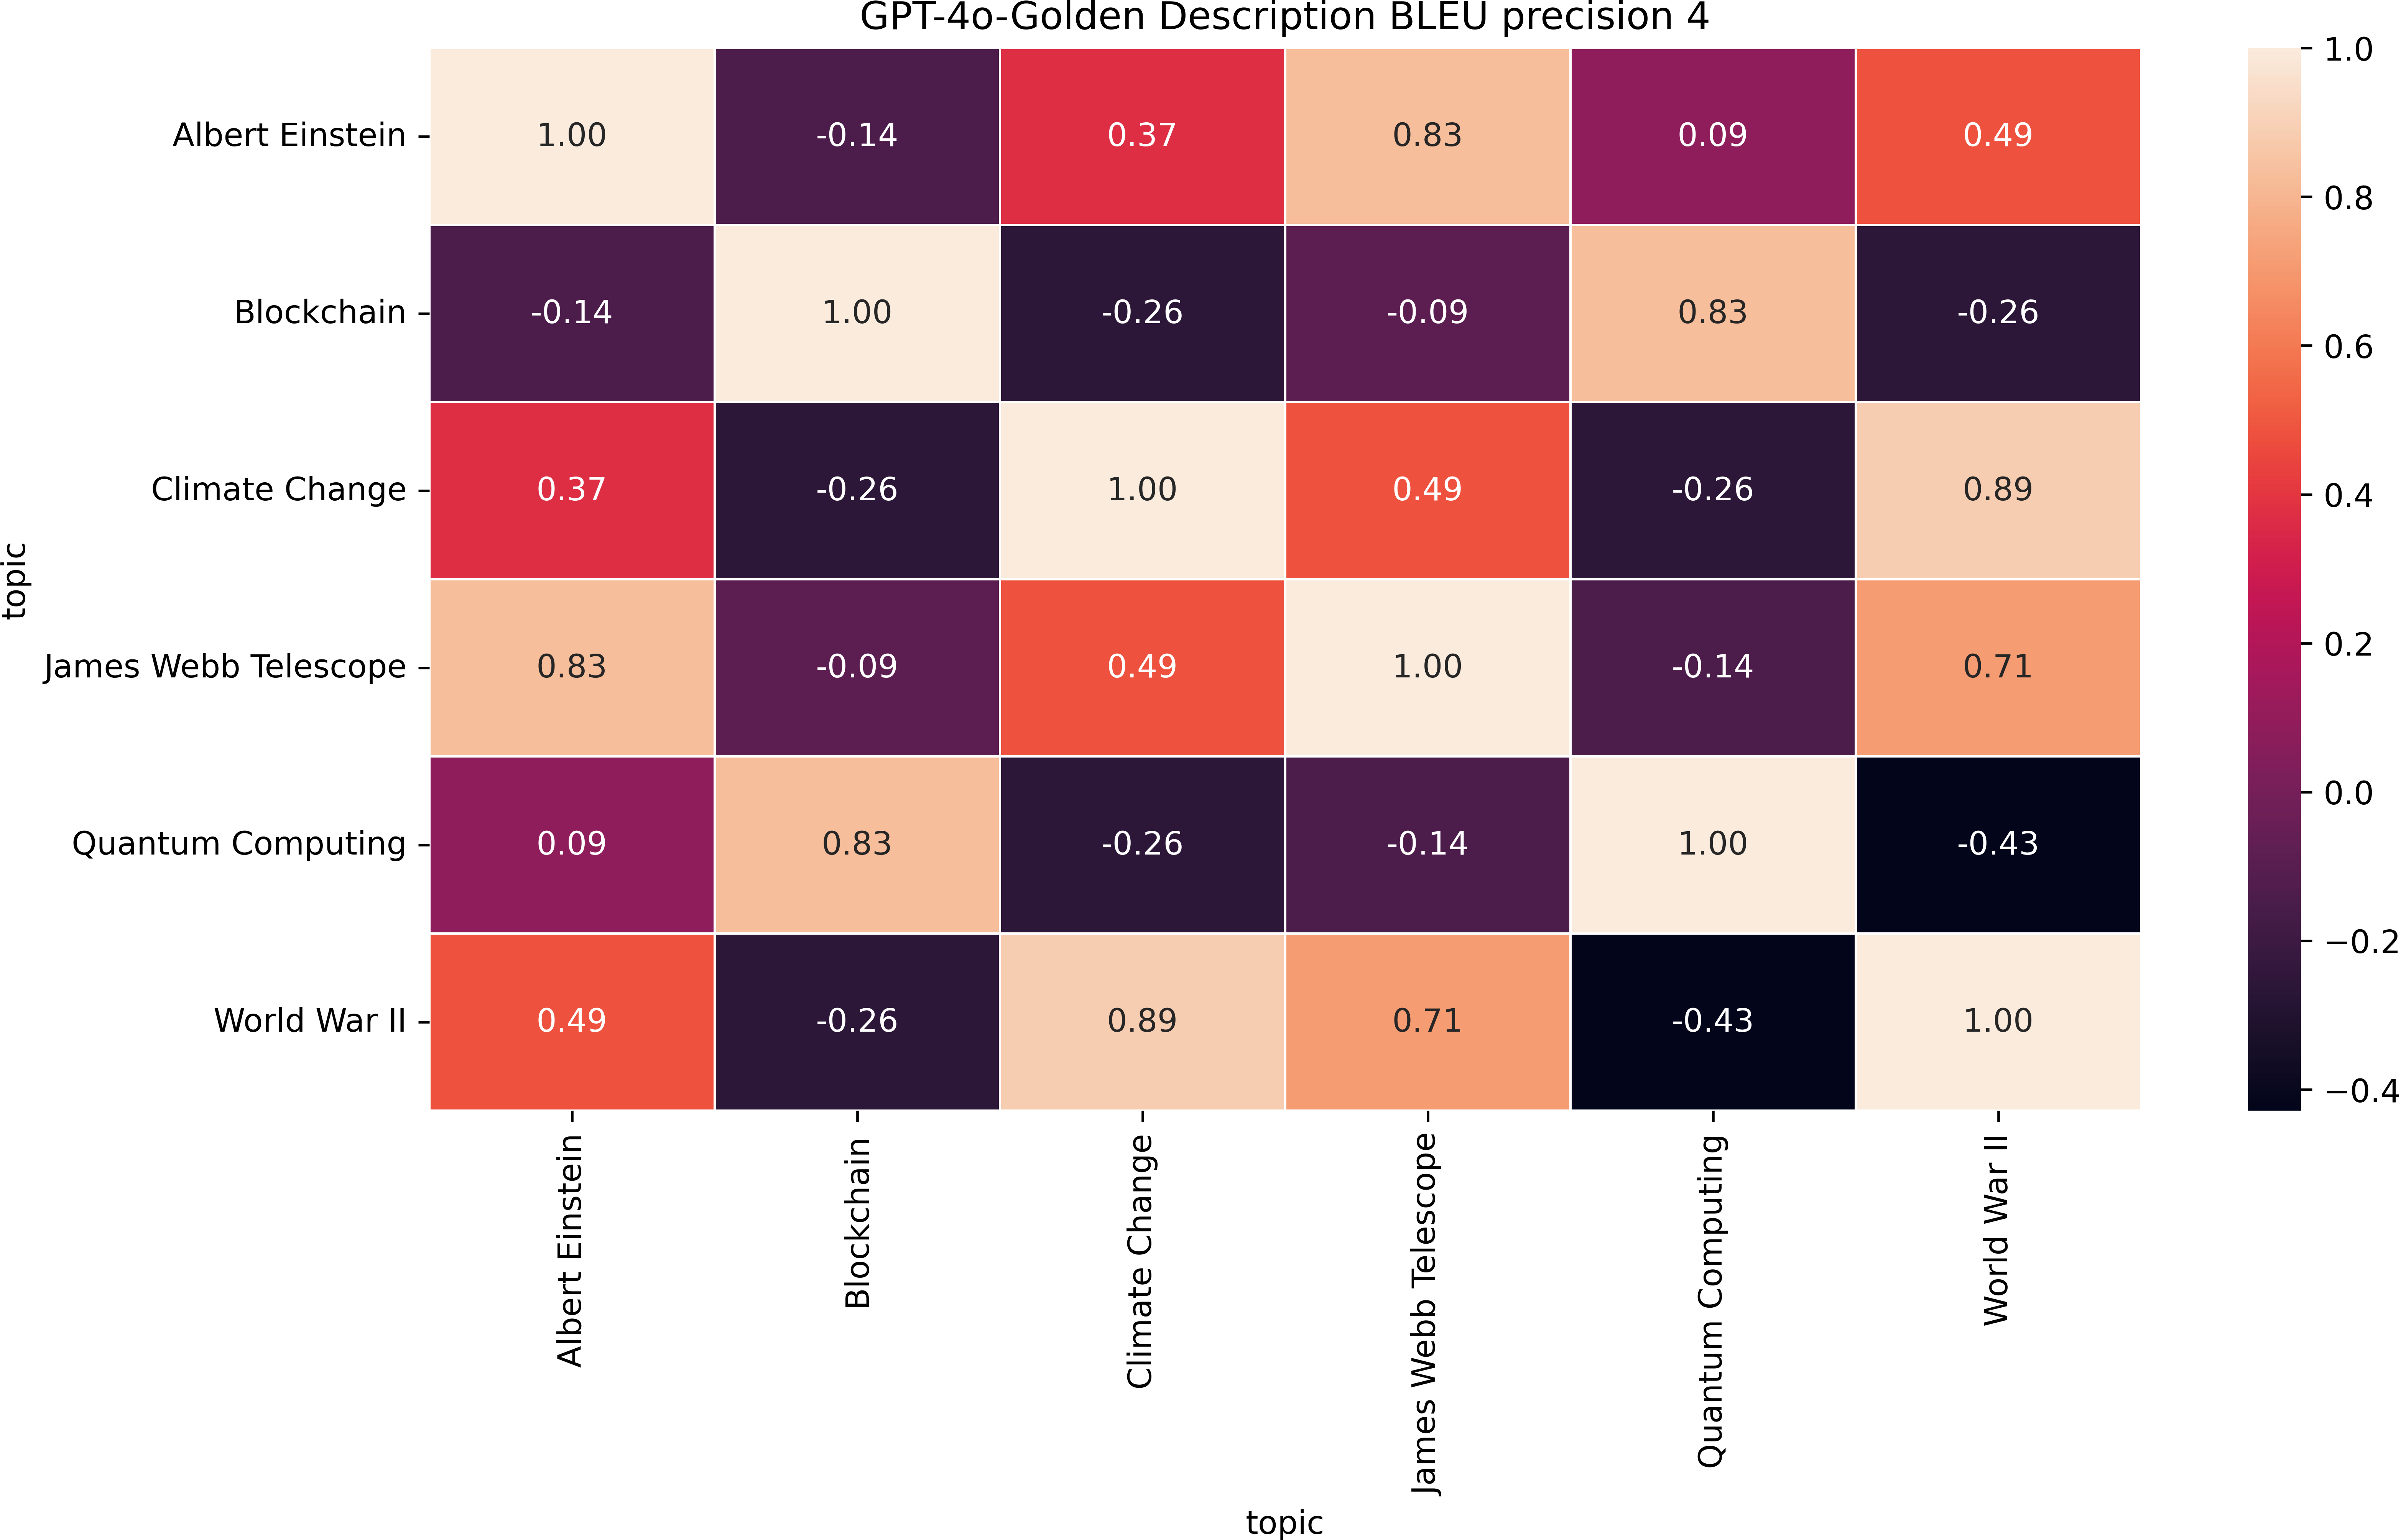 GPT-4o-Golden Description BLEU precision 4
topic
Albert Einstein 1.00 -0.14 0.37 0.83 0.09 0.49
Blockchain -0.14 1.00 -0.26 -0.09 0.83 -0.26
Climate Change 0.37 -0.26 1.00 0.49 -0.26 0.89
James Webb Telescope 0.83 -0.09 0.49 1.00 -0.14 0.71
Quantum Computing 0.09 0.83 -0.26 -0.14 1.00 -0.43
World War II 0.49 -0.26 0.89 0.71 -0.43 1.00
Albert Einstein
Blockchain
Climate Change
James Webb Telescope
Quantum Computing
World War II
topic
1.0
0.8
0.6
0.4
0.2
0.0
−0.2
−0.4